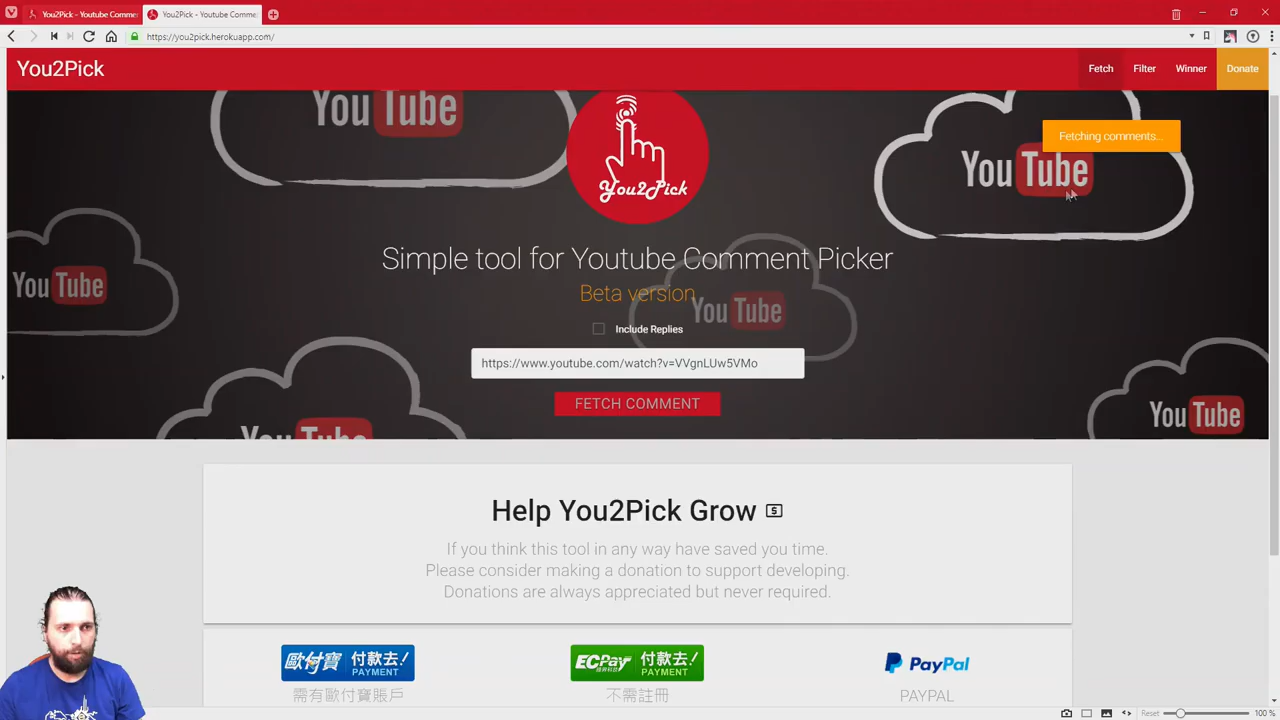 You2Pick - Youtube Comme
You2Pick - Youtube Comme
https://you2pick.herokuapp.com/
You2Pick
Fetch
Filter
Winner
Donate
YouTube
Fetching comments...
YouTube
You2Pick
YouTube
Simple tool for Youtube Comment Picker
Beta version
YouTube
Include Replies
https://www.youtube.com/watch?v=VVgnLUw5VMo
FETCH COMMENT
YouTube
YouTube
Help You2Pick Grow
If you think this tool in any way have saved you time.
Please consider making a donation to support developing.
Donations are always appreciated but never required.
歐付寶 付款去!
PAYMENT
ECPay 付款去!
PAYMENT
PayPal
需有歐付寶賬戶
不需註冊
PAYPAL
Reset
100 %